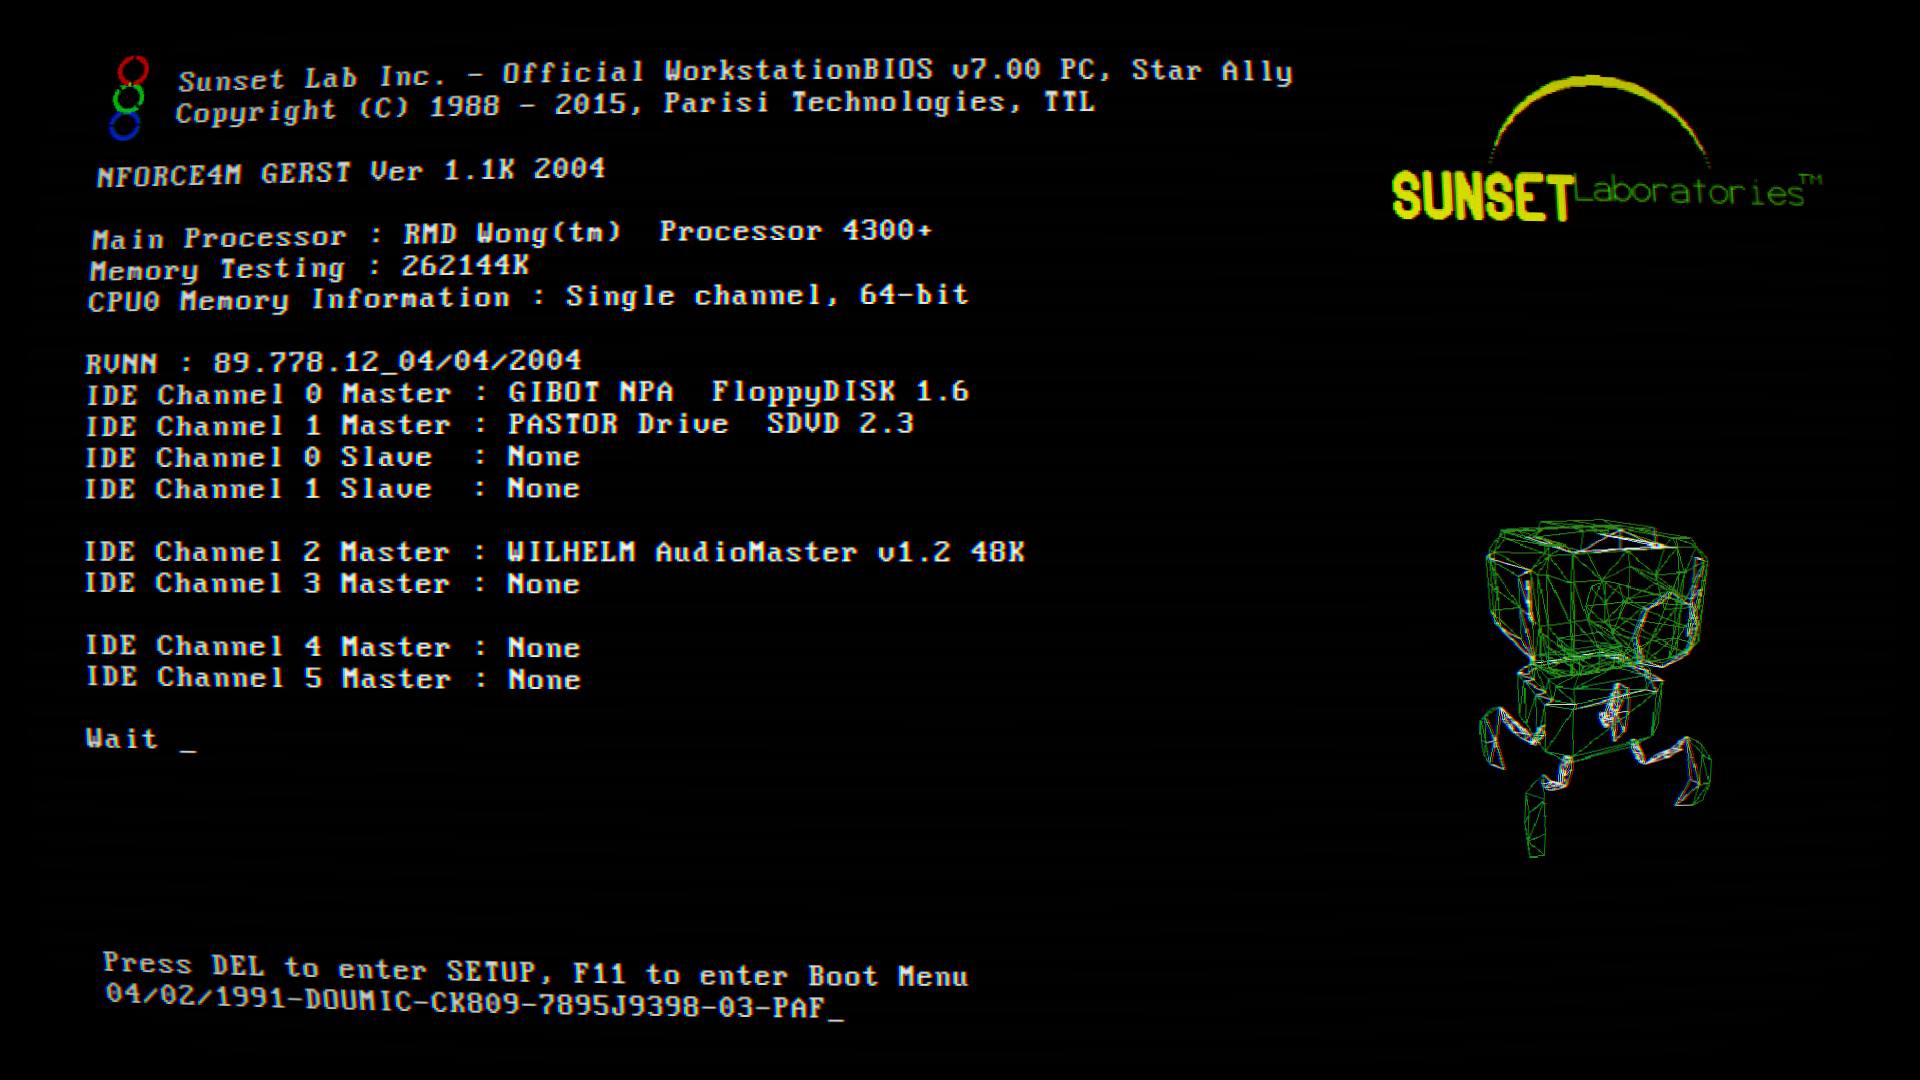 Sunset Lab Inc. - Official WorkstationBIOS v7.00 PC, Star Ally
Copyright (C) 1988 - 2015, Parisi Technologies, TTL
SUNSET Laboratories™
NFORCE4M GERST Ver 1.1K 2004
Main Processor : RMD Wong(tm)  Processor 4300+
Memory Testing : 262144K
CPU0 Memory Information : Single channel, 64-bit
RVNN : 89.778.12_04/04/2004
IDE Channel 0 Master : GIBOT NPA  FloppyDISK 1.6
IDE Channel 1 Master : PASTOR Drive  SDVD 2.3
IDE Channel 0 Slave  : None
IDE Channel 1 Slave  : None
IDE Channel 2 Master : WILHELM AudioMaster v1.2 48K
IDE Channel 3 Master : None
IDE Channel 4 Master : None
IDE Channel 5 Master : None
Wait _
Press DEL to enter SETUP, F11 to enter Boot Menu
04/02/1991-DOUMIC-CK809-7895J9398-03-PAF_